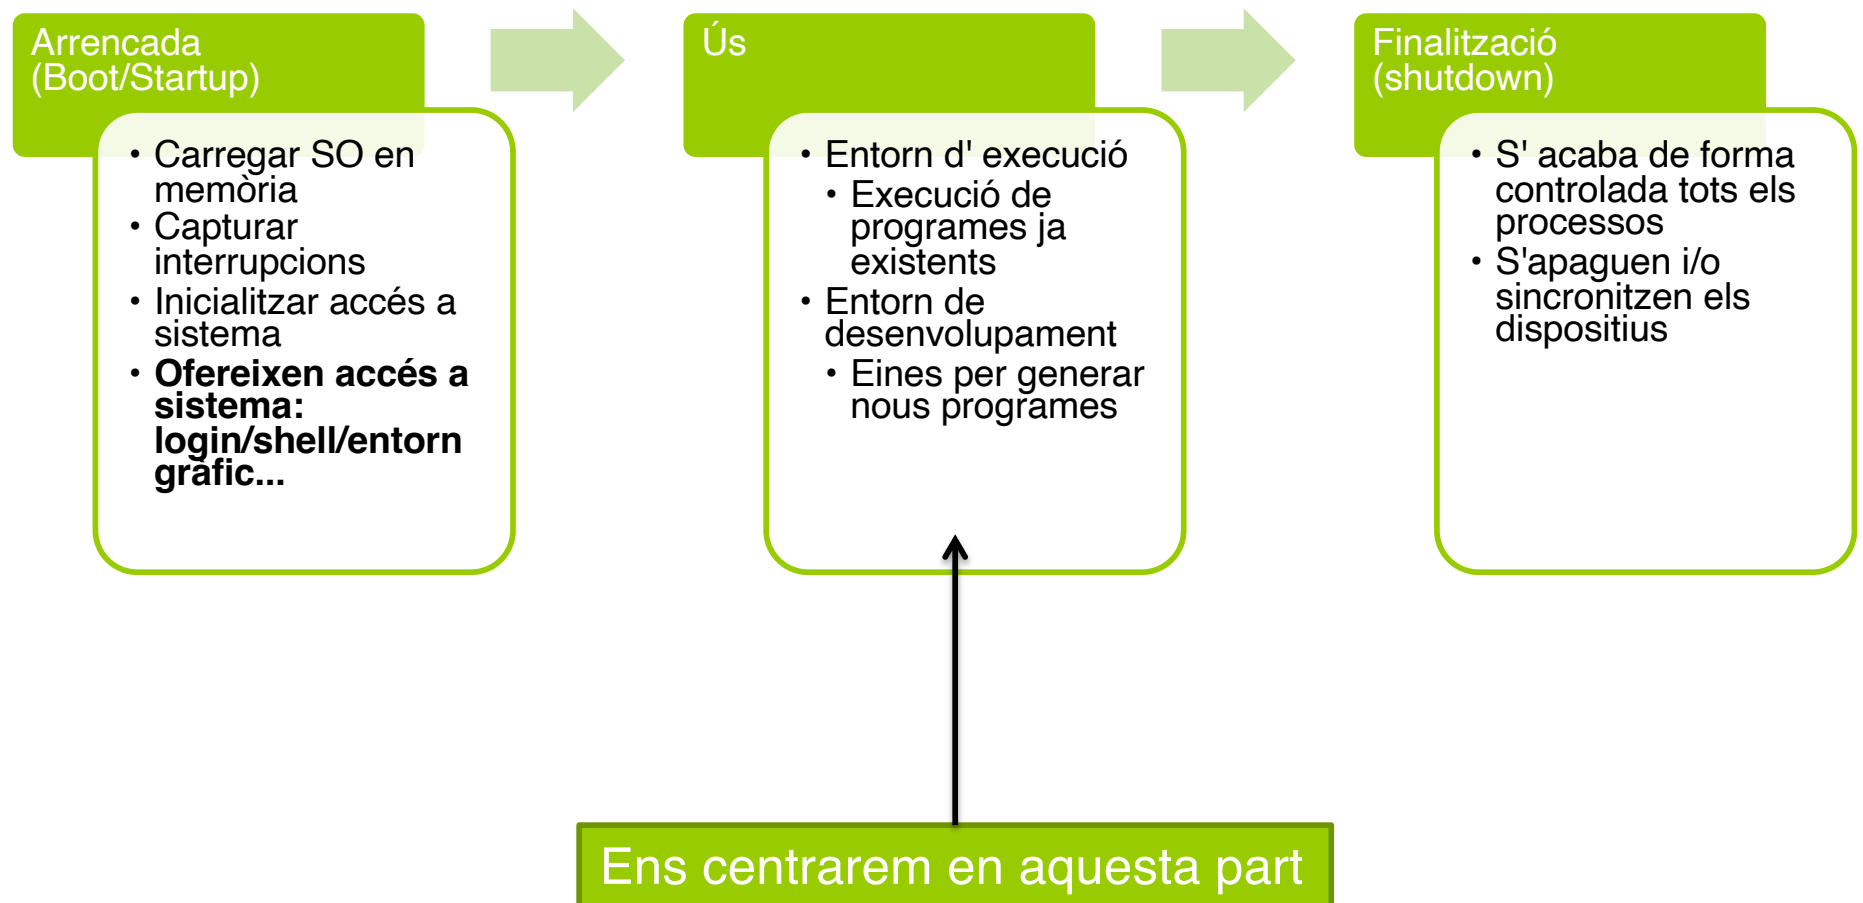 Arrencada
(Boot/Startup)
• Carregar SO en
memòria
• Capturar
interrupcions
• Inicialitzar accés a
sistema
• Ofereixen accés a
sistema:
login/shell/entorn
gràfic...
Ús
• Entorn d' execució
• Execució de
programes ja
existents
• Entorn de
desenvolupament
• Eines per generar
nous programes
Finalització
(shutdown)
• S' acaba de forma
controlada tots els
processos
• S'apaguen i/o
sincronitzen els
dispositius
Ens centrarem en aquesta part